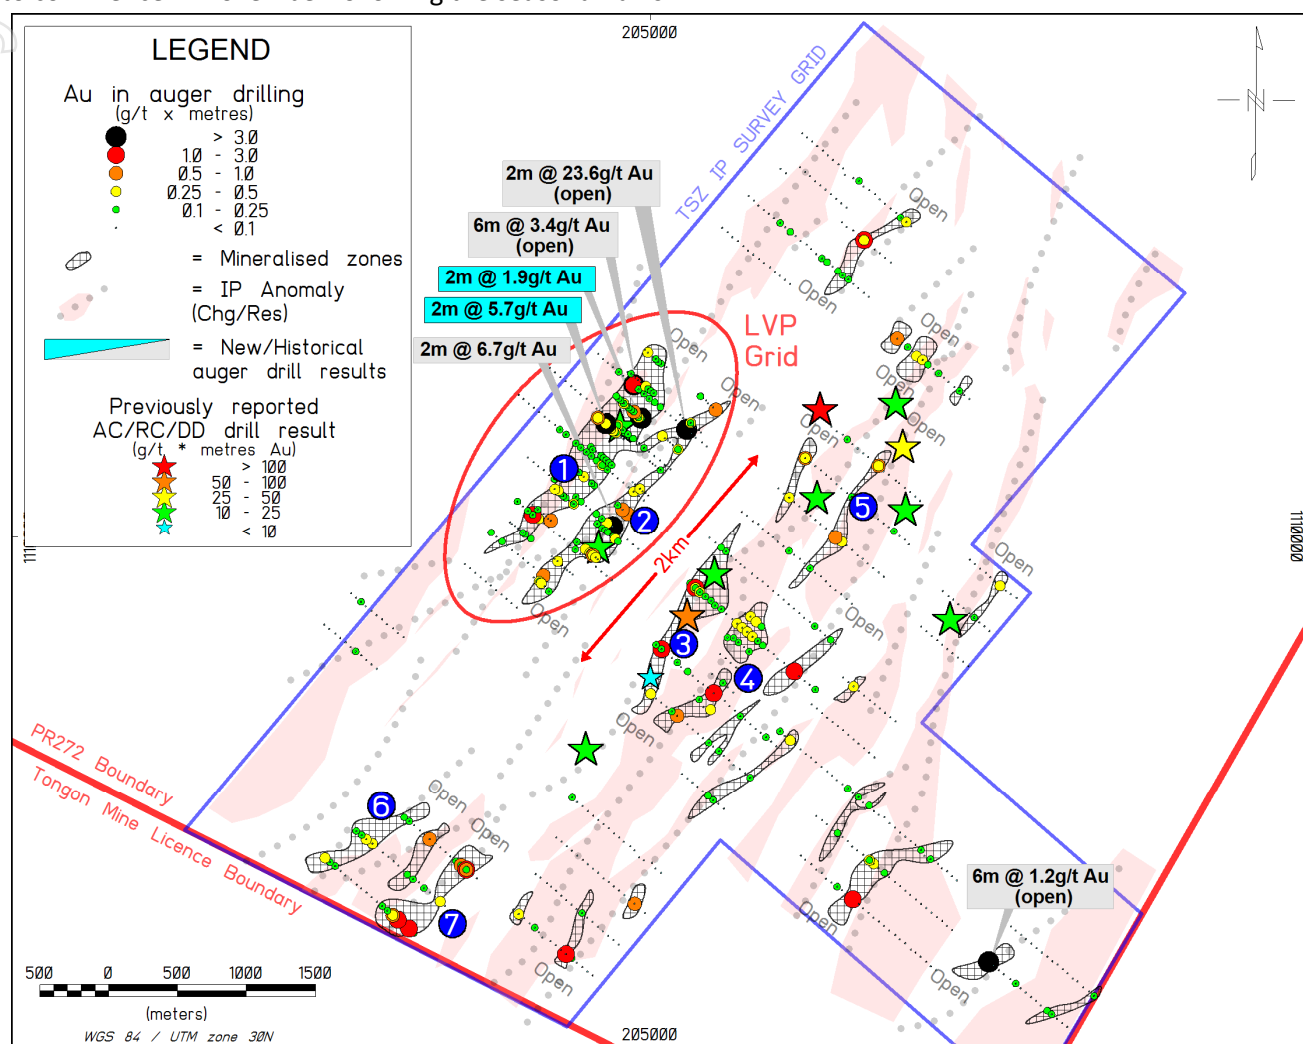 205000
LEGEND
Au in auger drilling
(g/t x metres)
> 3.0
1.0 - 3.0
0.5 - 1.0
0.25 - 0.5
0.1 - 0.25
< 0.1
= Mineralised zones
= IP Anomaly
(Chg/Res)
= New/Historical
auger drill results
Previously reported
AC/RC/DD drill result
(g/t * metres Au)
> 100
50 - 100
25 - 50
10 - 25
< 10
N
TSZ IP SURVEY GRID
2m @ 23.6g/t Au
(open)
6m @ 3.4g/t Au
(open)
2m @ 1.9g/t Au
2m @ 5.7g/t Au
2m @ 6.7g/t Au
LVP
Grid
Open
Open
Open
Open
Open
Open
Open
Open
1
2
5
2km
1110000
Open
Open
Open
3
4
Open
PR272 Boundary
Tongon Mine Licence Boundary
6
Open
Open
7
6m @ 1.2g/t Au
(open)
Open
Open
Open
500 0 500 1000 1500
(meters)
WGS 84 / UTM zone 30N
205000